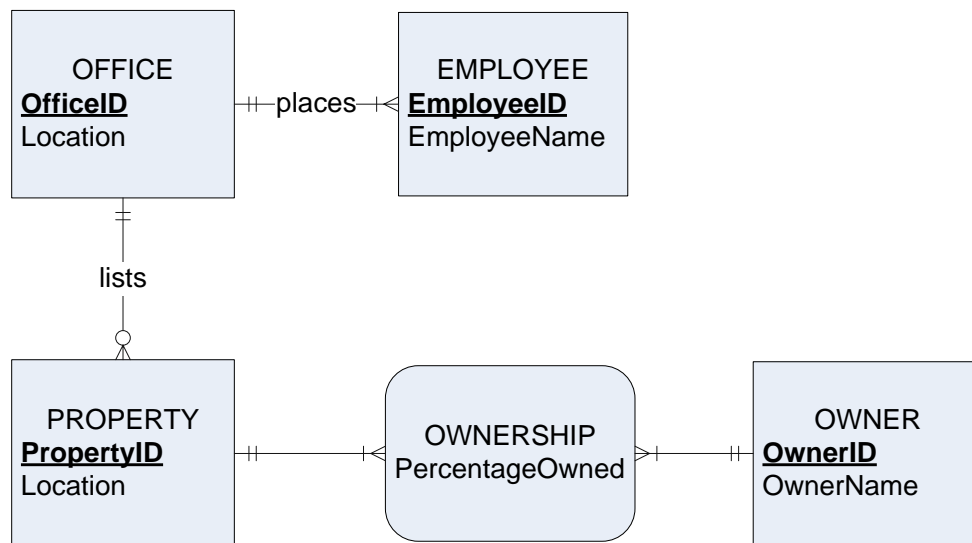 OFFICE
OfficeID
Location
places
EMPLOYEE
EmployeeID
EmployeeName
lists
PROPERTY
PropertyID
Location
OWNERSHIP
PercentageOwned
OWNER
OwnerID
OwnerName